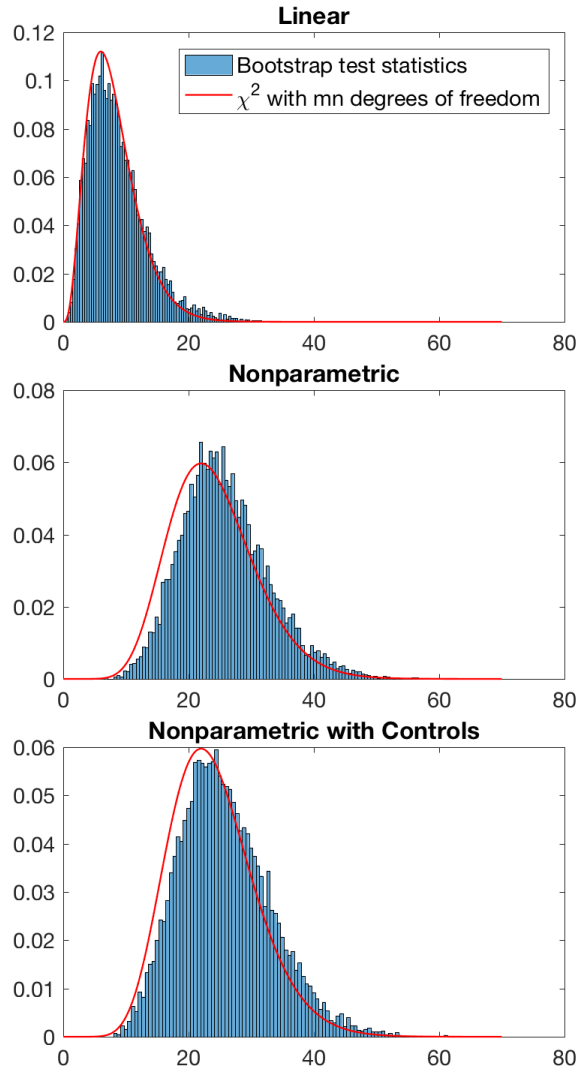 Linear
0.12
0.1
0.08
0.06
0.04
0.02
0
0 20 40 60 80
Bootstrap test statistics
χ² with mn degrees of freedom
Nonparametric
0.08
0.06
0.04
0.02
0
0 20 40 60 80
Nonparametric with Controls
0.06
0.05
0.04
0.03
0.02
0.01
0
0 20 40 60 80